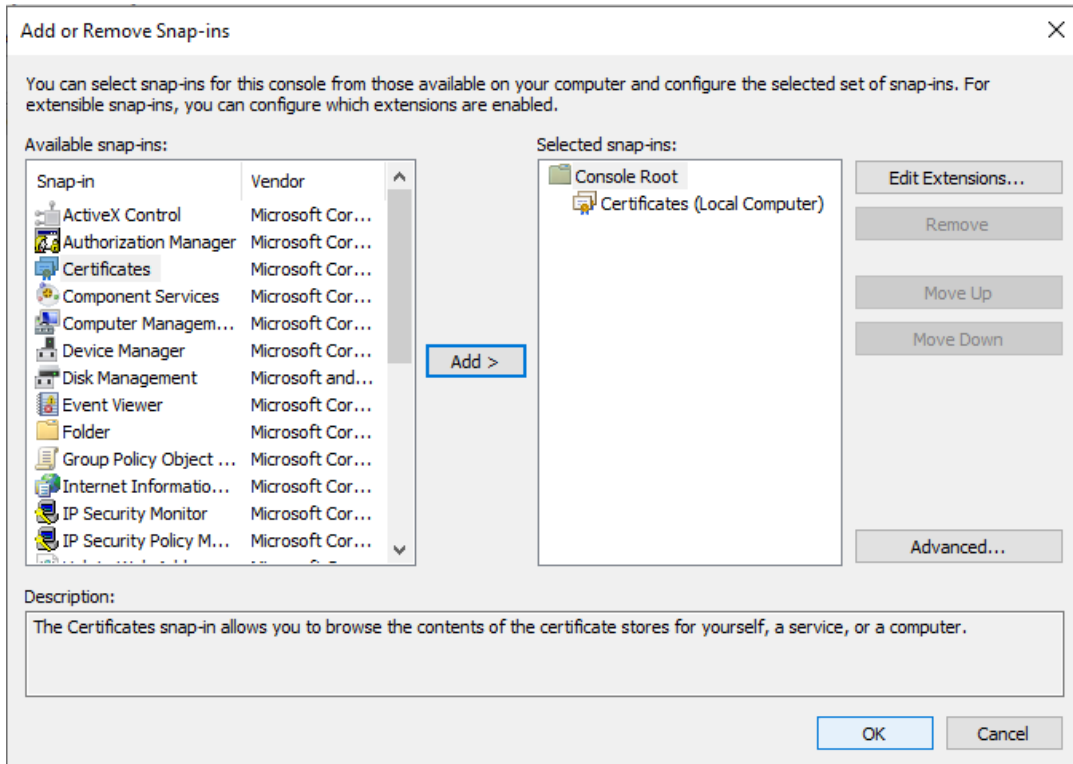 Add or Remove Snap-ins
You can select snap-ins for this console from those available on your computer and configure the selected set of snap-ins. For
extensible snap-ins, you can configure which extensions are enabled.
Available snap-ins:
Snap-in Vendor
ActiveX Control Microsoft Cor...
Authorization Manager Microsoft Cor...
Certificates Microsoft Cor...
Component Services Microsoft Cor...
Computer Managem... Microsoft Cor...
Device Manager Microsoft Cor...
Disk Management Microsoft and...
Event Viewer Microsoft Cor...
Folder Microsoft Cor...
Group Policy Object ... Microsoft Cor...
Internet Informatio... Microsoft Cor...
IP Security Monitor Microsoft Cor...
IP Security Policy M... Microsoft Cor...
Add >
Selected snap-ins:
Console Root
Certificates (Local Computer)
Edit Extensions...
Remove
Move Up
Move Down
Advanced...
Description:
The Certificates snap-in allows you to browse the contents of the certificate stores for yourself, a service, or a computer.
OK
Cancel